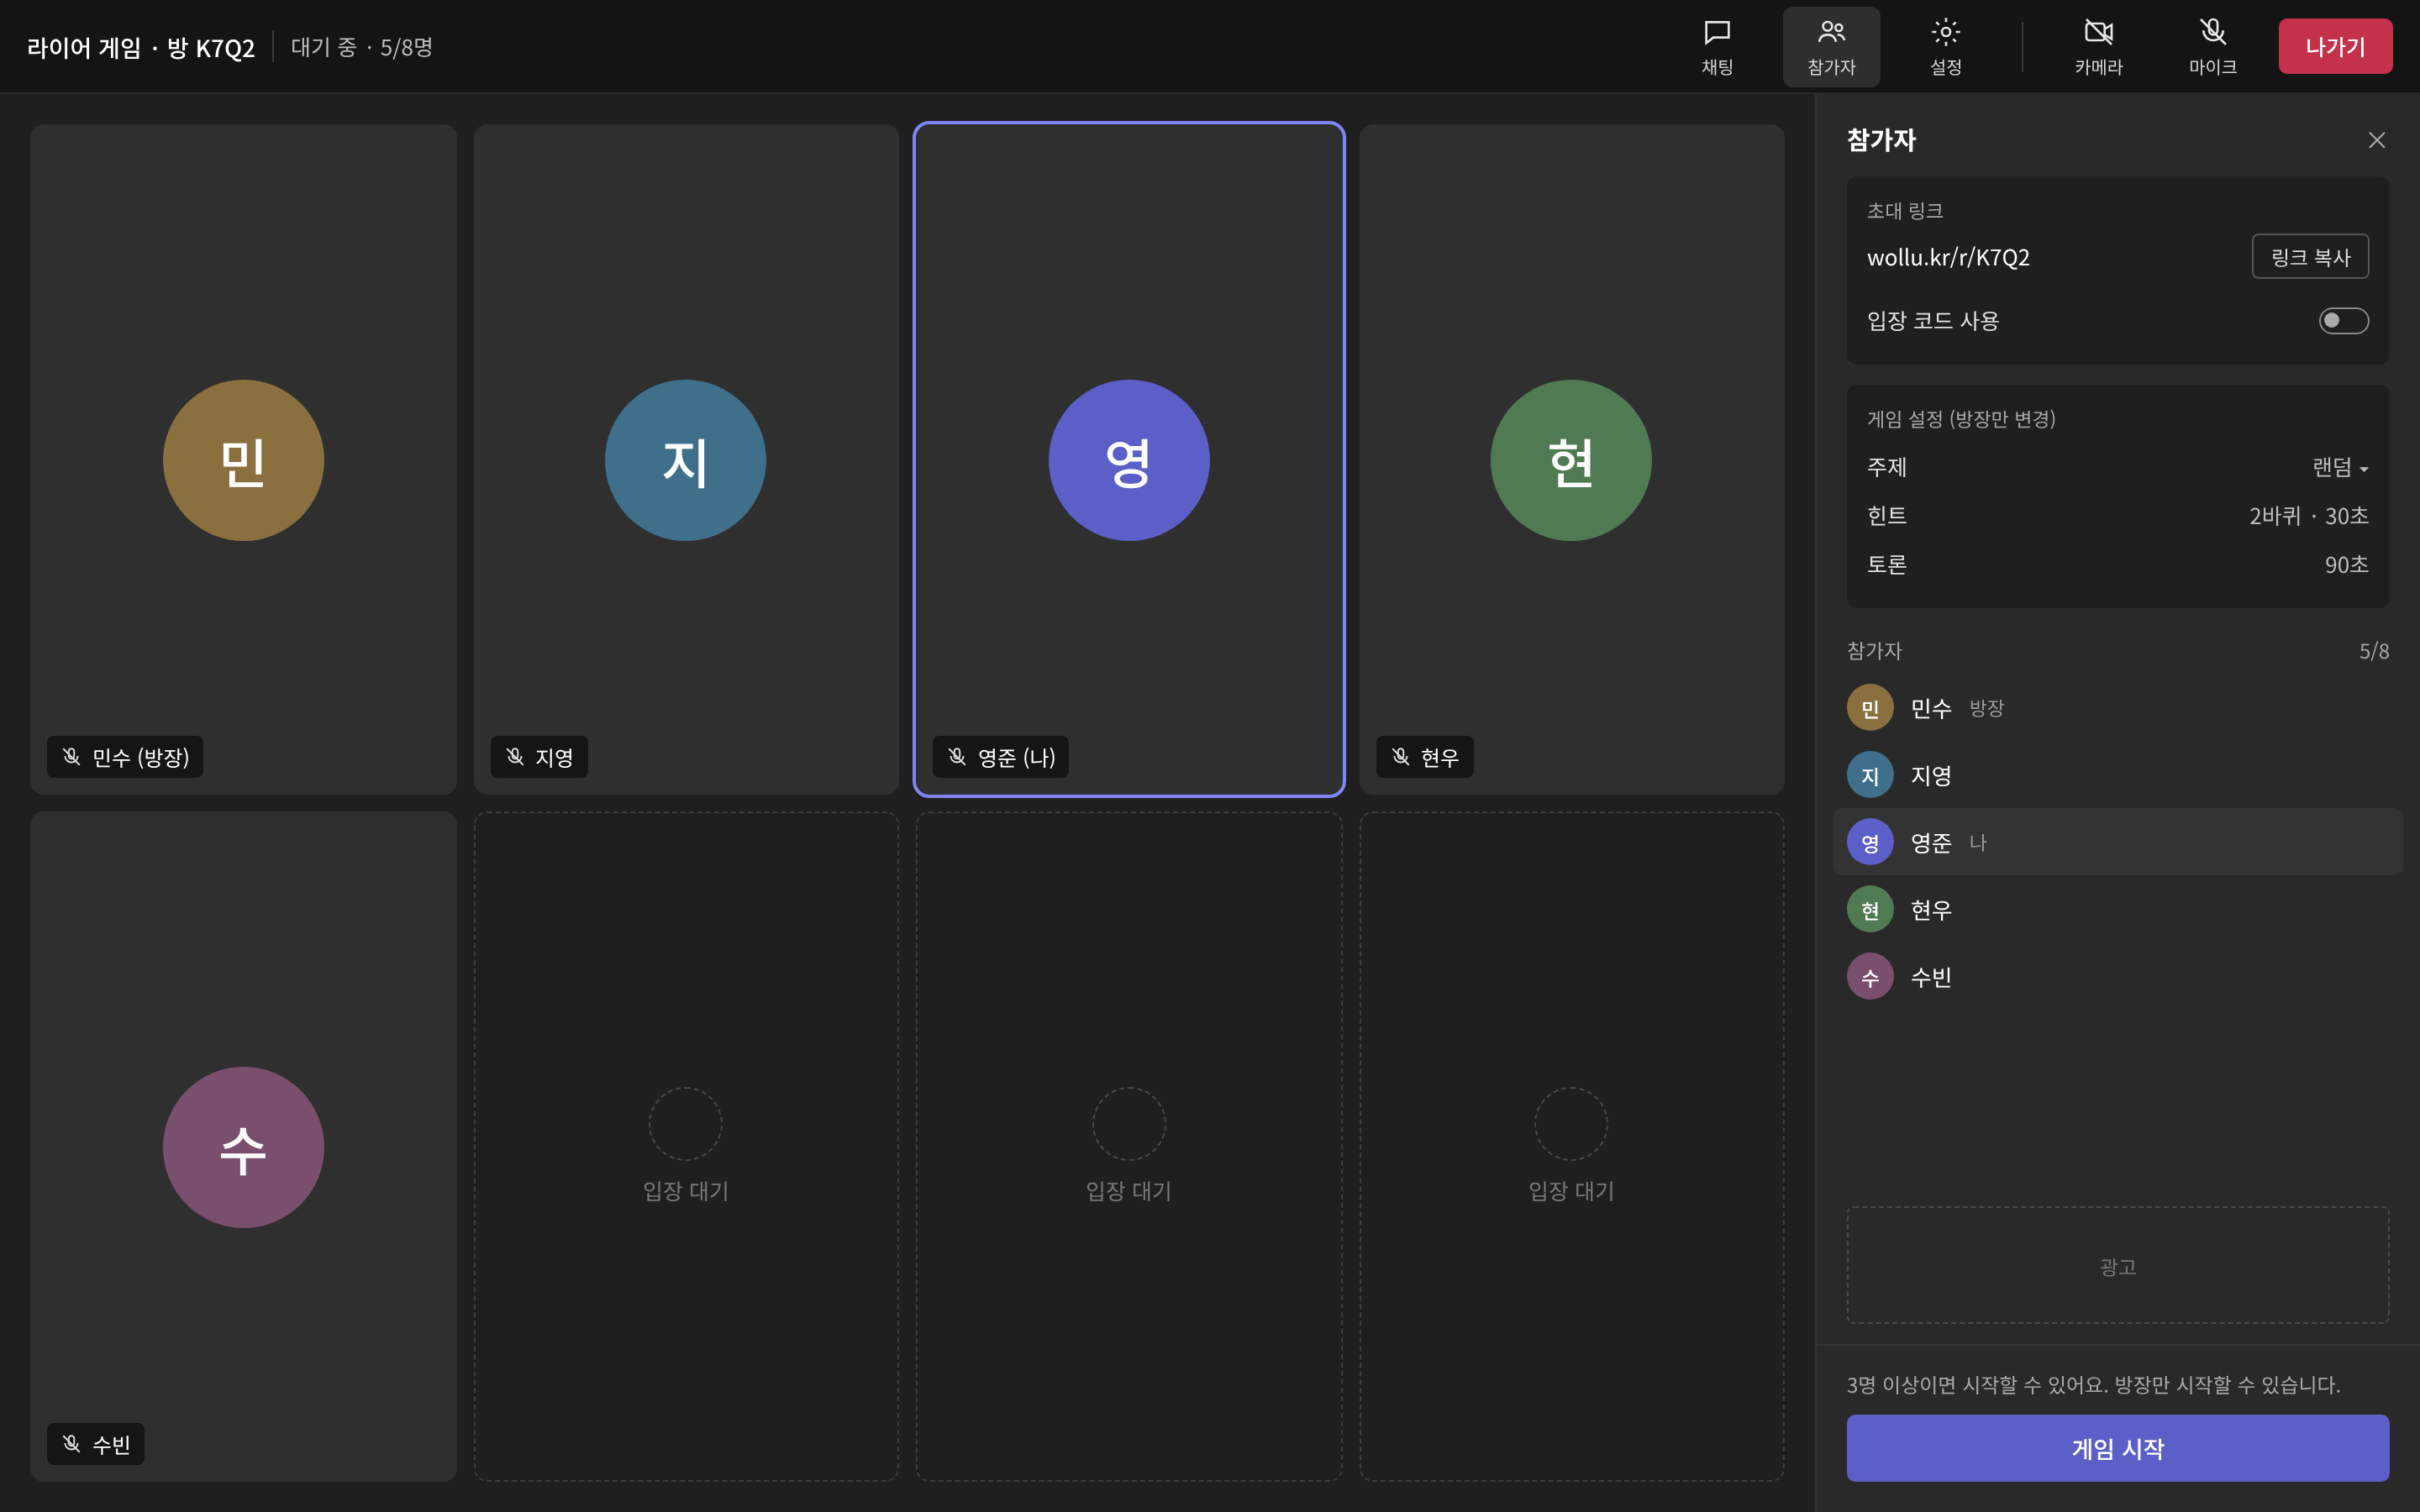 라이어 게임 · 방 K7Q2
대기 중 · 5/8명
채팅
참가자
설정
카메라
마이크
나가기
민
민수 (방장)
지
지영
영
영준 (나)
현
현우
수
수빈
입장 대기
입장 대기
입장 대기
참가자
초대 링크
wollu.kr/r/K7Q2
링크 복사
입장 코드 사용
게임 설정 (방장만 변경)
주제 랜덤
힌트 2바퀴 · 30초
토론 90초
참가자 5/8
민 민수 방장
지 지영
영 영준 나
현 현우
수 수빈
광고
3명 이상이면 시작할 수 있어요. 방장만 시작할 수 있습니다.
게임 시작